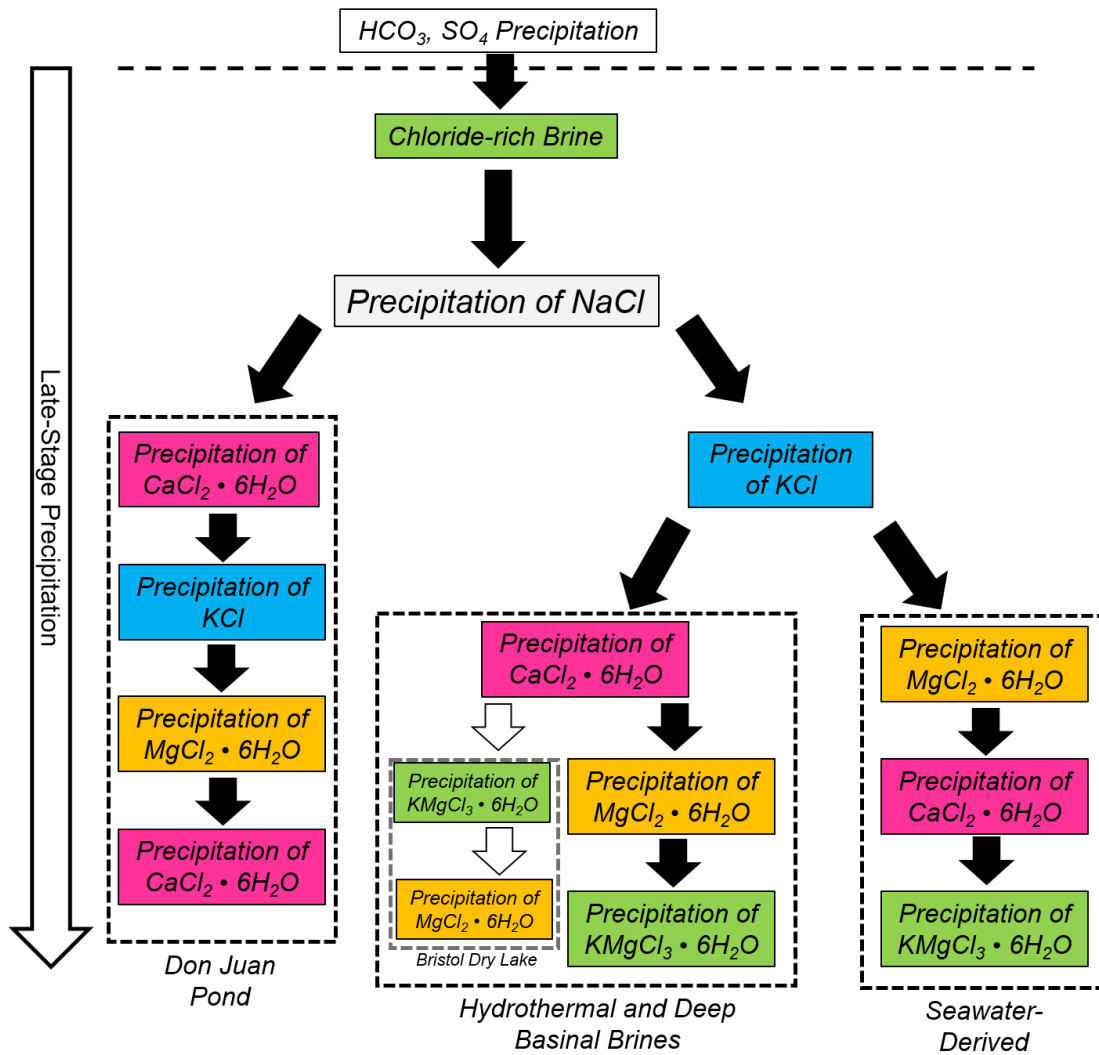 HCO₃, SO₄ Precipitation
Chloride-rich Brine
Precipitation of NaCl
Late-Stage Precipitation
Precipitation of
CaCl₂ • 6H₂O
Precipitation of
KCl
Precipitation of
MgCl₂ • 6H₂O
Precipitation of
CaCl₂ • 6H₂O
Don Juan
Pond
Precipitation
of KCl
Precipitation of
CaCl₂ • 6H₂O
Precipitation of
KMgCl₃ • 6H₂O
Precipitation of
MgCl₂ • 6H₂O
Bristol Dry Lake
Precipitation of
MgCl₂ • 6H₂O
Precipitation of
KMgCl₃ • 6H₂O
Hydrothermal and Deep
Basinal Brines
Precipitation of
MgCl₂ • 6H₂O
Precipitation of
CaCl₂ • 6H₂O
Precipitation of
KMgCl₃ • 6H₂O
Seawater-
Derived